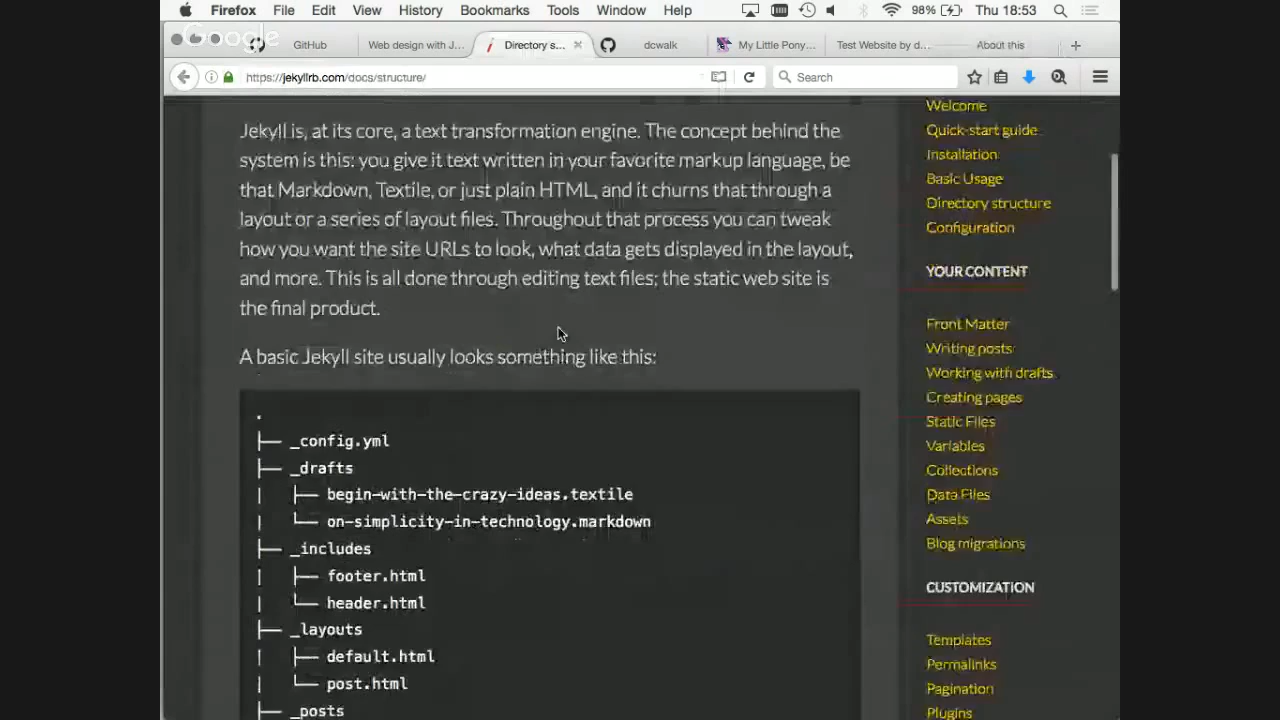 Firefox File Edit View History Bookmarks Tools Window Help 98% Thu 18:53
Google
GitHub Web design with J... Directory s... dcwalk My Little Pony... Test Website by d... About this
https://jekyllrb.com/docs/structure/ Search
Jekyll is, at its core, a text transformation engine. The concept behind the
system is this: you give it text written in your favorite markup language, be
that Markdown, Textile, or just plain HTML, and it churns that through a
layout or a series of layout files. Throughout that process you can tweak
how you want the site URLs to look, what data gets displayed in the layout,
and more. This is all done through editing text files; the static web site is
the final product.
A basic Jekyll site usually looks something like this:
.
├── _config.yml
├── _drafts
|   ├── begin-with-the-crazy-ideas.textile
|   └── on-simplicity-in-technology.markdown
├── _includes
|   ├── footer.html
|   └── header.html
├── _layouts
|   ├── default.html
|   └── post.html
├── _posts
Welcome
Quick-start guide
Installation
Basic Usage
Directory structure
Configuration
YOUR CONTENT
Front Matter
Writing posts
Working with drafts
Creating pages
Static Files
Variables
Collections
Data Files
Assets
Blog migrations
CUSTOMIZATION
Templates
Permalinks
Pagination
Plugins